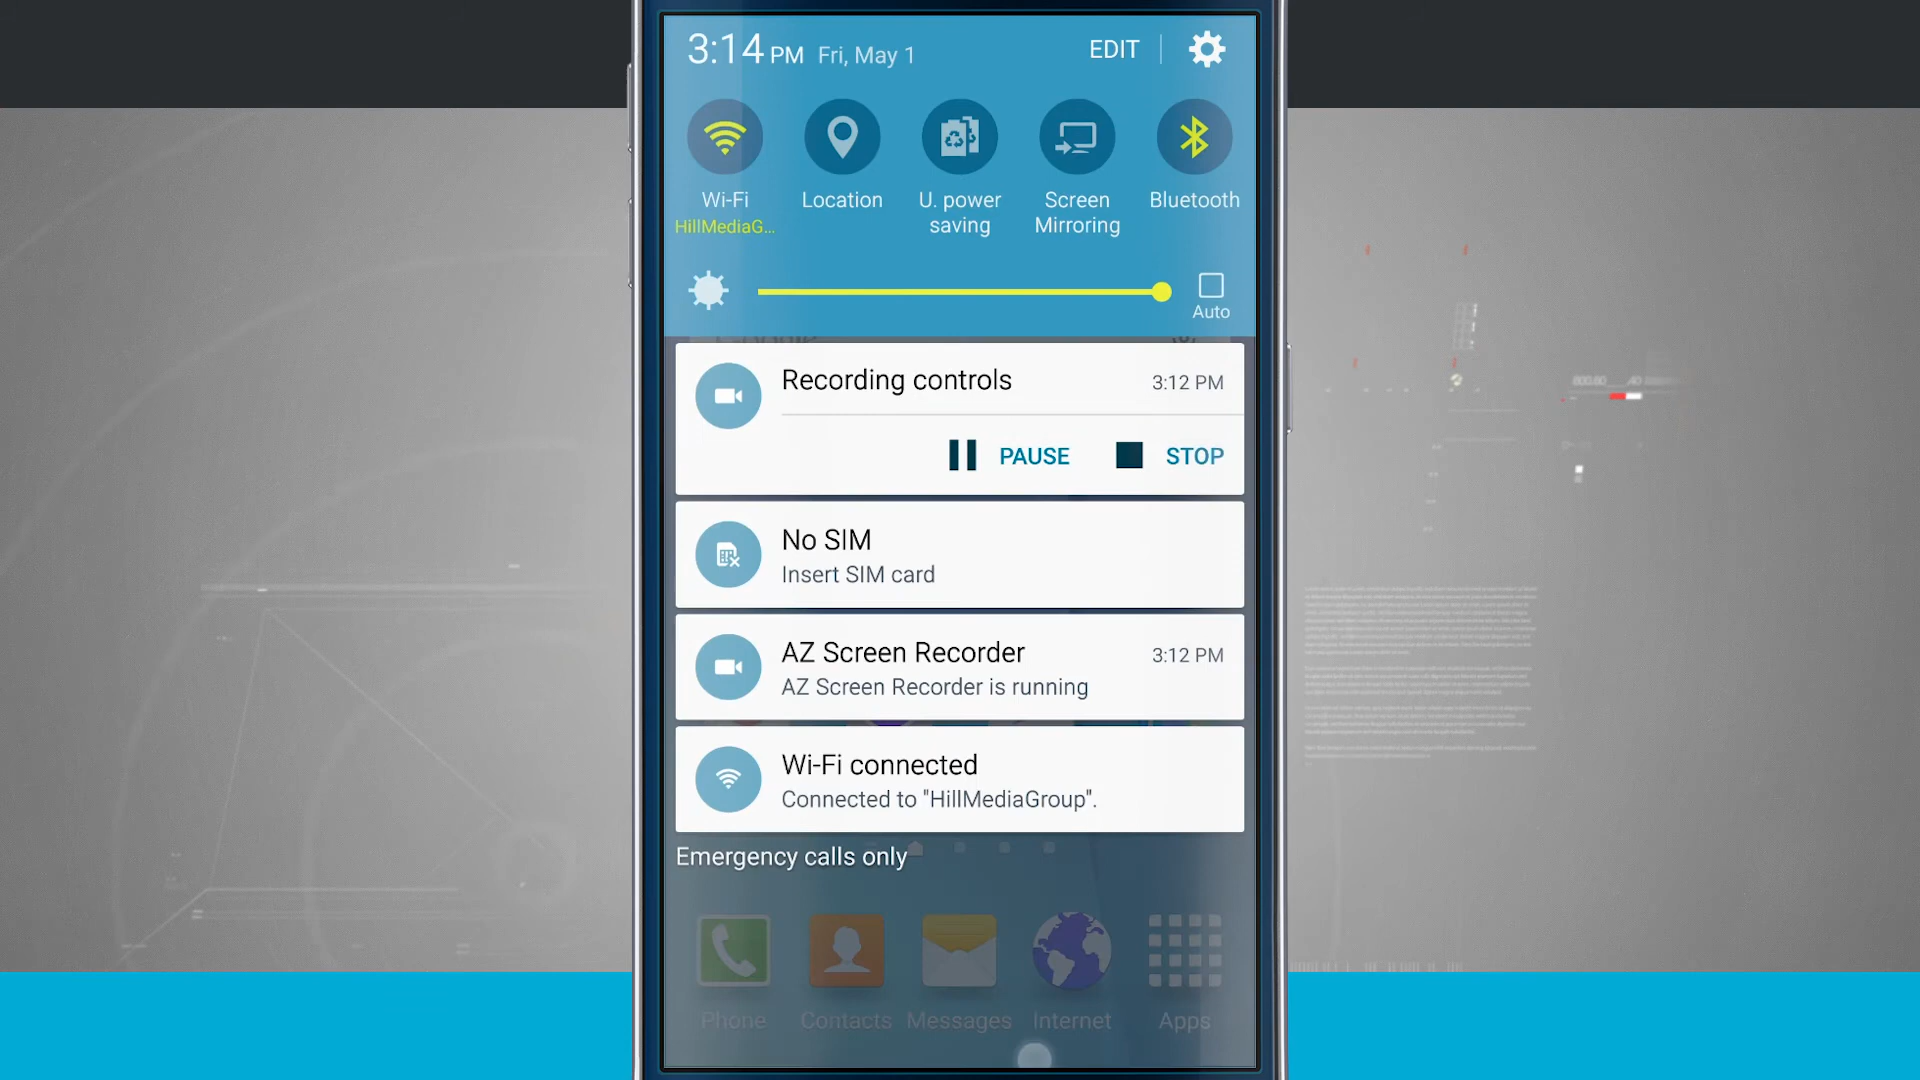 3:14 PM Fri, May 1 EDIT
Wi-Fi Location U. power saving Screen Mirroring Bluetooth
HillMediaG...
Auto
Recording controls 3:12 PM
PAUSE STOP
No SIM
Insert SIM card
AZ Screen Recorder 3:12 PM
AZ Screen Recorder is running
Wi-Fi connected
Connected to "HillMediaGroup".
Emergency calls only
Phone Contacts Messages Internet Apps